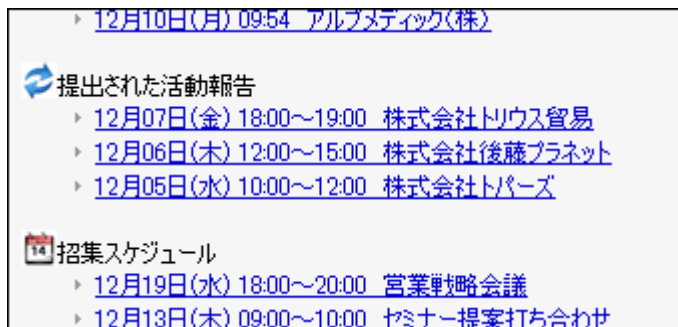 12月10日(月) 09:54 アルプメディック(株)
提出された活動報告
12月07日(金) 18:00～19:00 株式会社トリウス貿易
12月06日(木) 12:00～15:00 株式会社後藤プラネット
12月05日(水) 10:00～12:00 株式会社トパーズ
14
招集スケジュール
12月19日(水) 18:00～20:00 営業戦略会議
12月13日(木) 09:00～10:00 セミナー提案打ち合わせ